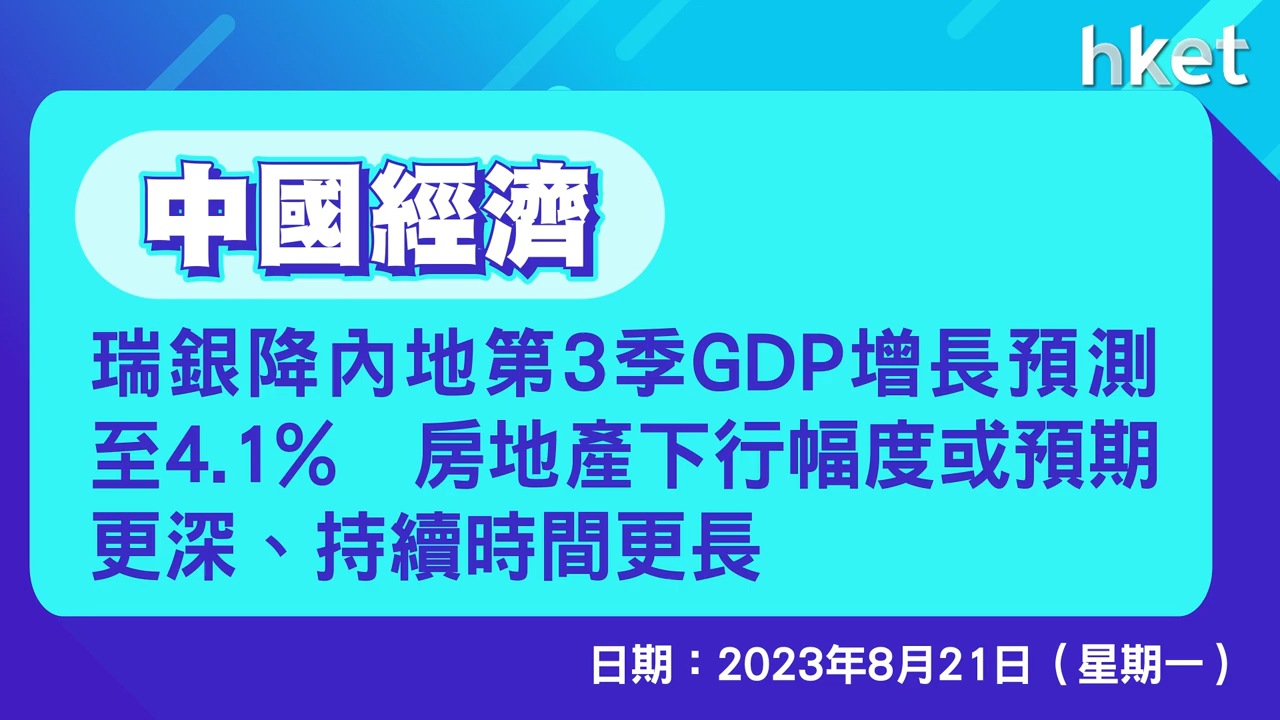 hket
中國經濟
瑞銀降內地第3季GDP增長預測
至4.1%　房地產下行幅度或預期
更深、持續時間更長
日期：2023年8月21日（星期一）